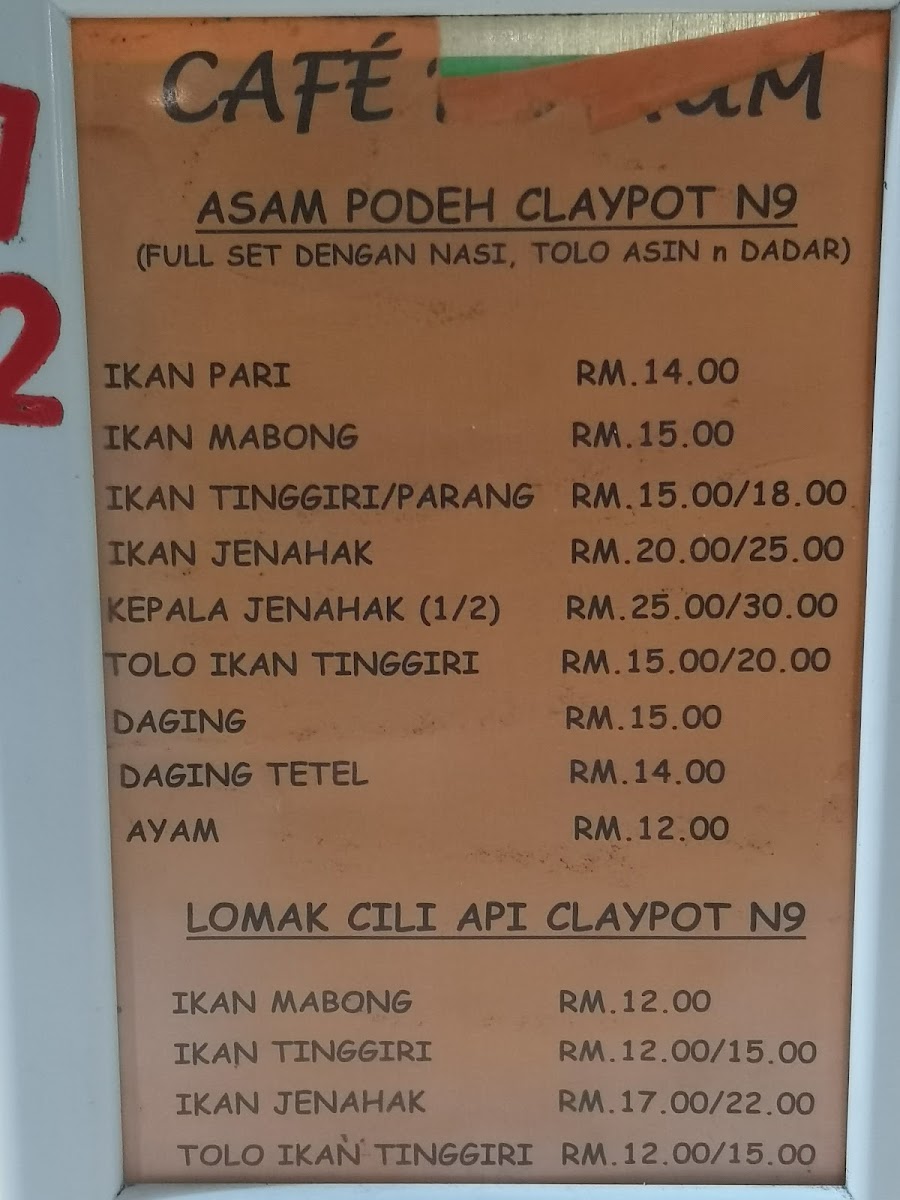 CAFÉ
ASAM PODEH CLAYPOT N9
(FULL SET DENGAN NASI, TOLO ASIN n DADAR)
IKAN PARI RM.14.00
IKAN MABONG RM.15.00
IKAN TINGGIRI/PARANG RM.15.00/18.00
IKAN JENAHAK RM.20.00/25.00
KEPALA JENAHAK (1/2) RM.25.00/30.00
TOLO IKAN TINGGIRI RM.15.00/20.00
DAGING RM.15.00
DAGING TETEL RM.14.00
AYAM RM.12.00
LOMAK CILI API CLAYPOT N9
IKAN MABONG RM.12.00
IKAN TINGGIRI RM.12.00/15.00
IKAN JENAHAK RM.17.00/22.00
TOLO IKAN TINGGIRI RM.12.00/15.00
2